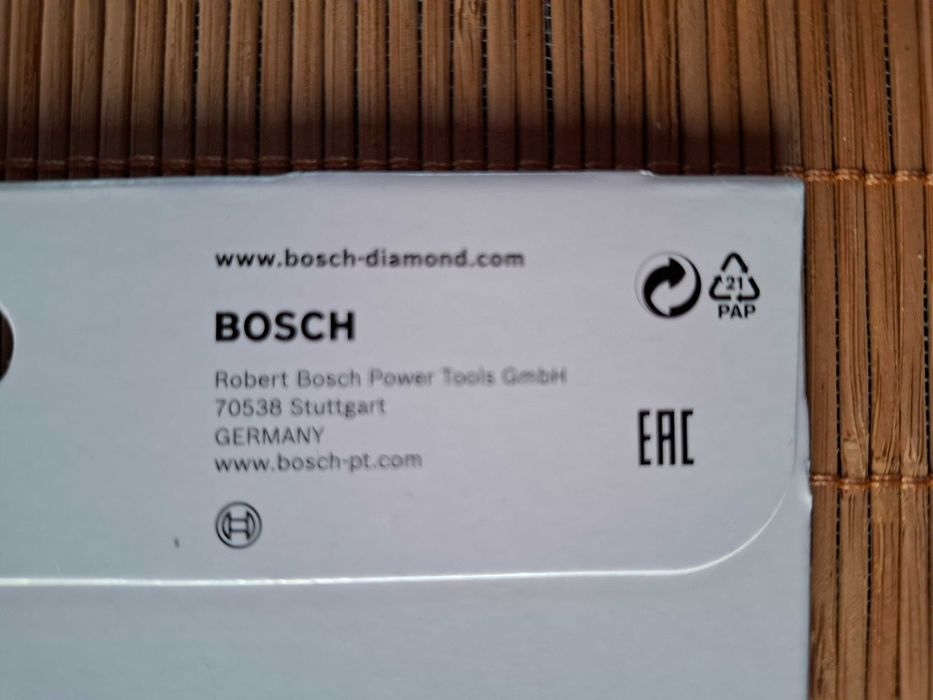 www.bosch-diamond.com
BOSCH
Robert Bosch Power Tools GmbH
70538 Stuttgart
GERMANY
www.bosch-pt.com
21
PAP
EAC